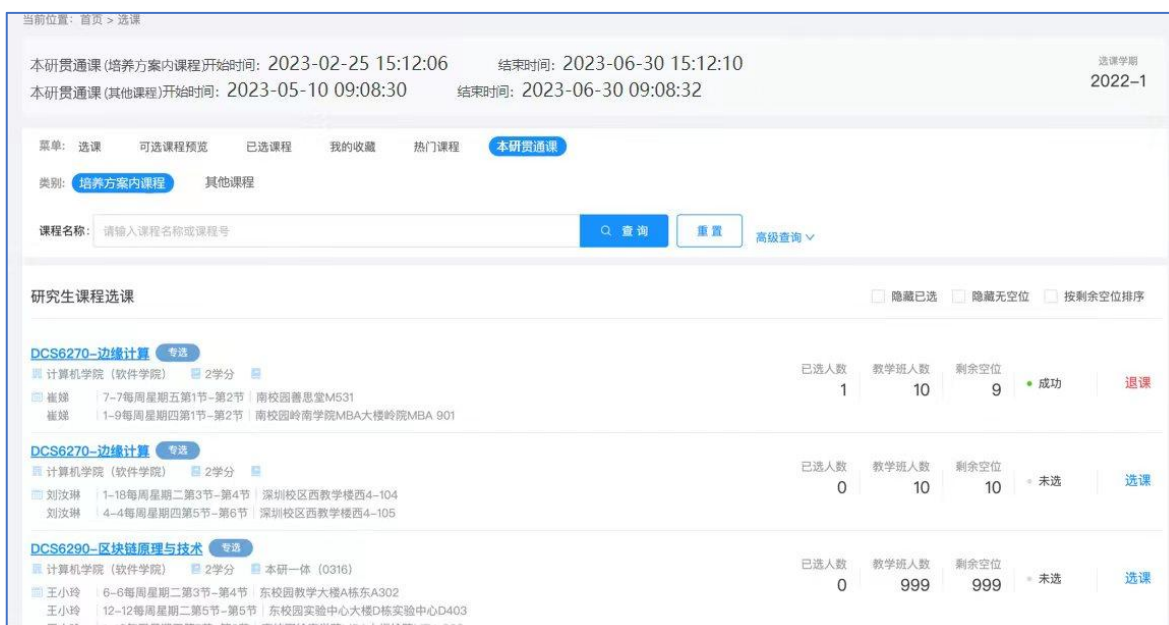 当前位置：首页 > 选课
本研贯通课(培养方案内课程)开始时间：2023-02-25 15:12:06 结束时间：2023-06-30 15:12:10
选课学期
本研贯通课(其他课程)开始时间：2023-05-10 09:08:30 结束时间：2023-06-30 09:08:32
2022-1
菜单： 选课 可选课程预览 已选课程 我的收藏 热门课程 本研贯通课
类别： 培养方案内课程 其他课程
课程名称： 请输入课程名称或课程号 查询 重置 高级查询
研究生课程选课 隐藏已选 隐藏无空位 按剩余空位排序
DCS6270-边缘计算 专选
计算机学院（软件学院） 2学分
已选人数 教学班人数 剩余空位
1 10 9 成功 退课
崔娣 7-7每周星期五第1节-第2节 南校园善思堂M531
崔娣 1-9每周星期四第1节-第2节 南校园岭南学院MBA大楼岭院MBA 901
DCS6270-边缘计算 专选
计算机学院（软件学院） 2学分
已选人数 教学班人数 剩余空位
0 10 10 未选 选课
刘汝琳 1-18每周星期二第3节-第4节 深圳校区西教学楼西4-104
刘汝琳 4-4每周星期四第5节-第6节 深圳校区西教学楼西4-105
DCS6290-区块链原理与技术 专选
计算机学院（软件学院） 2学分 本研一体（0316）
已选人数 教学班人数 剩余空位
0 999 999 未选 选课
王小玲 6-6每周星期二第3节-第4节 东校园教学大楼A栋东A302
王小玲 12-12每周星期二第5节-第5节 东校园实验中心大楼D栋实验中心D403